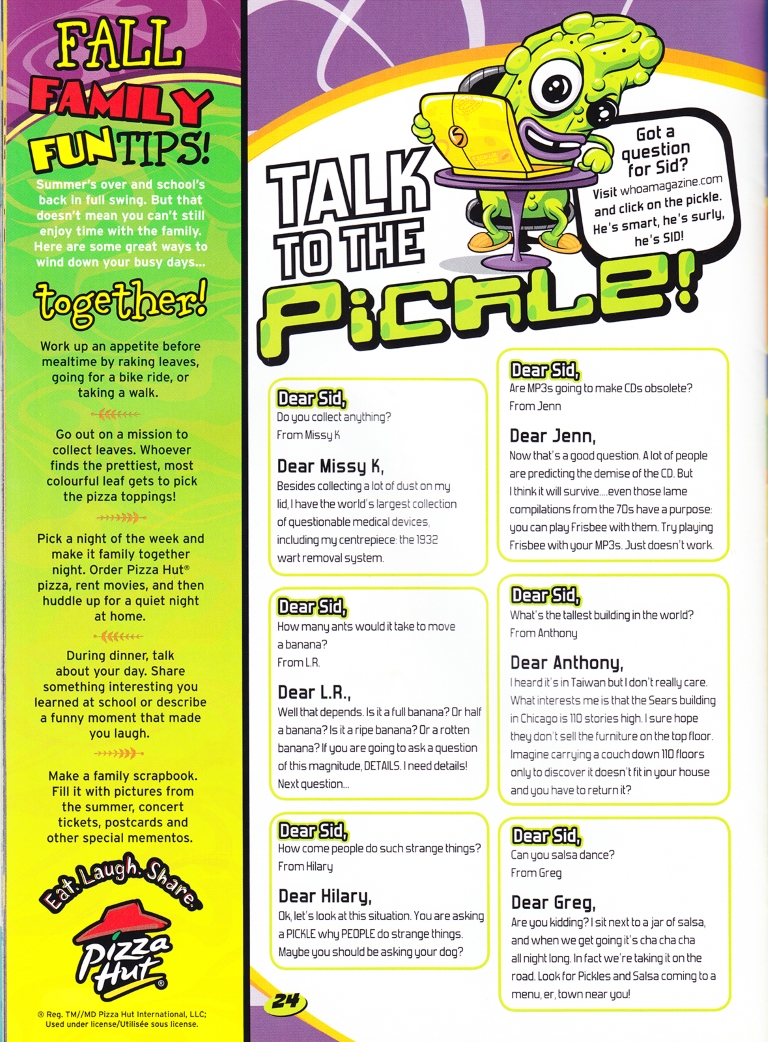 FALL
FAMILY
FUN TIPS!
Summer's over and school's
back in full swing. But that
doesn't mean you can't still
enjoy time with the family.
Here are some great ways to
wind down your busy days...
together!
Work up an appetite before
mealtime by raking leaves,
going for a bike ride, or
taking a walk.
Go out on a mission to
collect leaves. Whoever
finds the prettiest, most
colourful leaf gets to pick
the pizza toppings!
Pick a night of the week and
make it family together
night. Order Pizza Hut®
pizza, rent movies, and then
huddle up for a quiet night
at home.
During dinner, talk
about your day. Share
something interesting you
learned at school or describe
a funny moment that made
you laugh.
Make a family scrapbook.
Fill it with pictures from
the summer, concert
tickets, postcards and
other special mementos.
Eat. Laugh. Share.
Pizza
Hut®
® Reg. TM//MD Pizza Hut International, LLC;
Used under license/Utilisée sous license.
TALK
TO THE
PiCKLE!
Got a
question
for Sid?
Visit whoamagazine.com
and click on the pickle.
He's smart, he's surly,
he's SID!
Dear Sid,
Do you collect anything?
From Missy K
Dear Missy K,
Besides collecting a lot of dust on my
lid, I have the world's largest collection
of questionable medical devices,
including my centrepiece: the 1932
wart removal system.
Dear Sid,
How many ants would it take to move
a banana?
From L.R.
Dear L.R.,
Well that depends. Is it a full banana? Or half
a banana? Is it a ripe banana? Or a rotten
banana? If you are going to ask a question
of this magnitude, DETAILS. I need details!
Next question...
Dear Sid,
How come people do such strange things?
From Hilary
Dear Hilary,
Ok, let's look at this situation. You are asking
a PICKLE why PEOPLE do strange things.
Maybe you should be asking your dog?
Dear Sid,
Are MP3s going to make CDs obsolete?
From Jenn
Dear Jenn,
Now that's a good question. A lot of people
are predicting the demise of the CD. But
I think it will survive....even those lame
compilations from the 70s have a purpose:
you can play Frisbee with them. Try playing
Frisbee with your MP3s. Just doesn't work.
Dear Sid,
What's the tallest building in the world?
From Anthony
Dear Anthony,
I heard it's in Taiwan but I don't really care.
What interests me is that the Sears building
in Chicago is 110 stories high. I sure hope
they don't sell the furniture on the top floor.
Imagine carrying a couch down 110 floors
only to discover it doesn't fit in your house
and you have to return it?
Dear Sid,
Can you salsa dance?
From Greg
Dear Greg,
Are you kidding? I sit next to a jar of salsa,
and when we get going it's cha cha cha
all night long. In fact we're taking it on the
road. Look for Pickles and Salsa coming to a
menu, er, town near you!
24